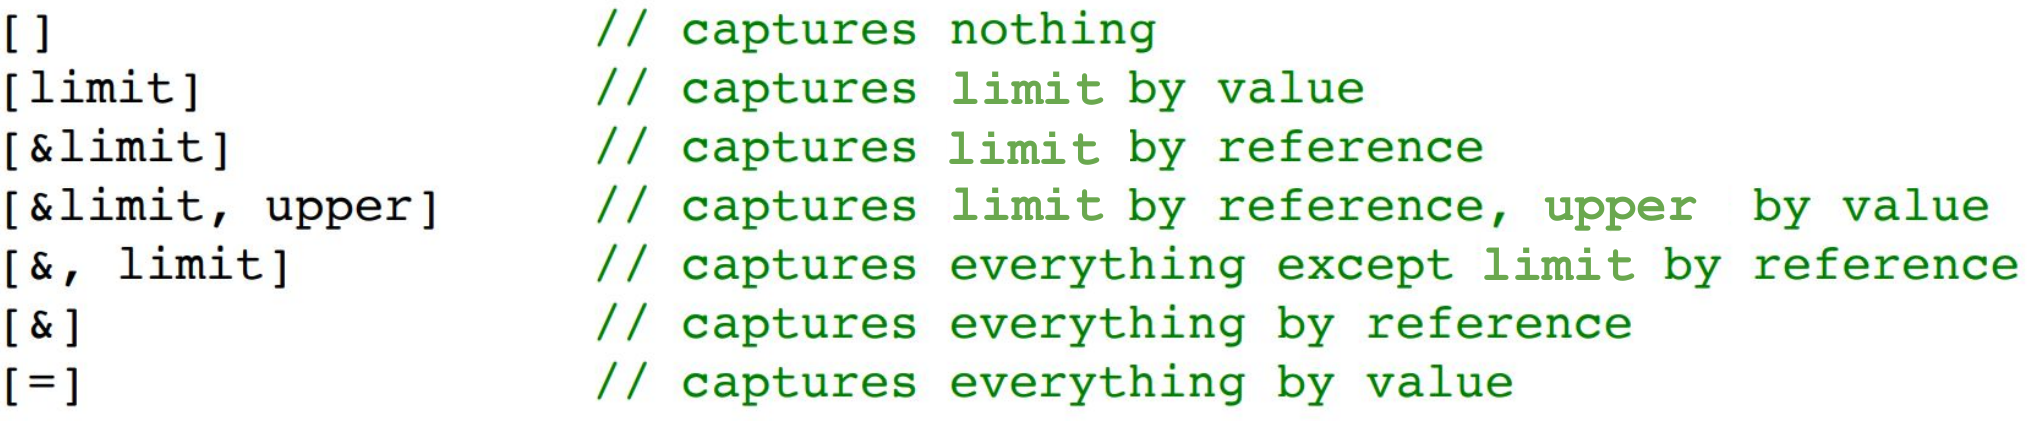 []                  // captures nothing
[limit]             // captures limit by value
[&limit]            // captures limit by reference
[&limit, upper]     // captures limit by reference, upper by value
[&, limit]          // captures everything except limit by reference
[&]                 // captures everything by reference
[=]                 // captures everything by value